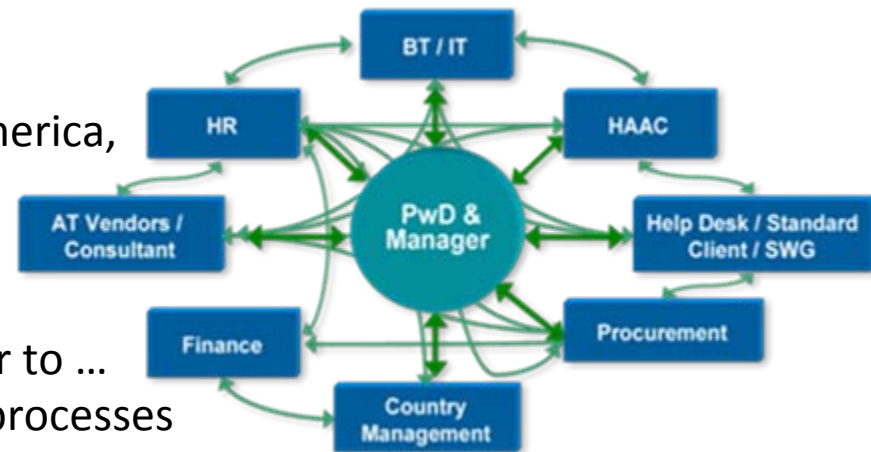 BT / IT
HR
HAAC
merica,
AT Vendors /
Consultant
PwD &
Manager
Help Desk / Standard
Client / SWG
Finance
Procurement
r to ...
processes
Country
Management